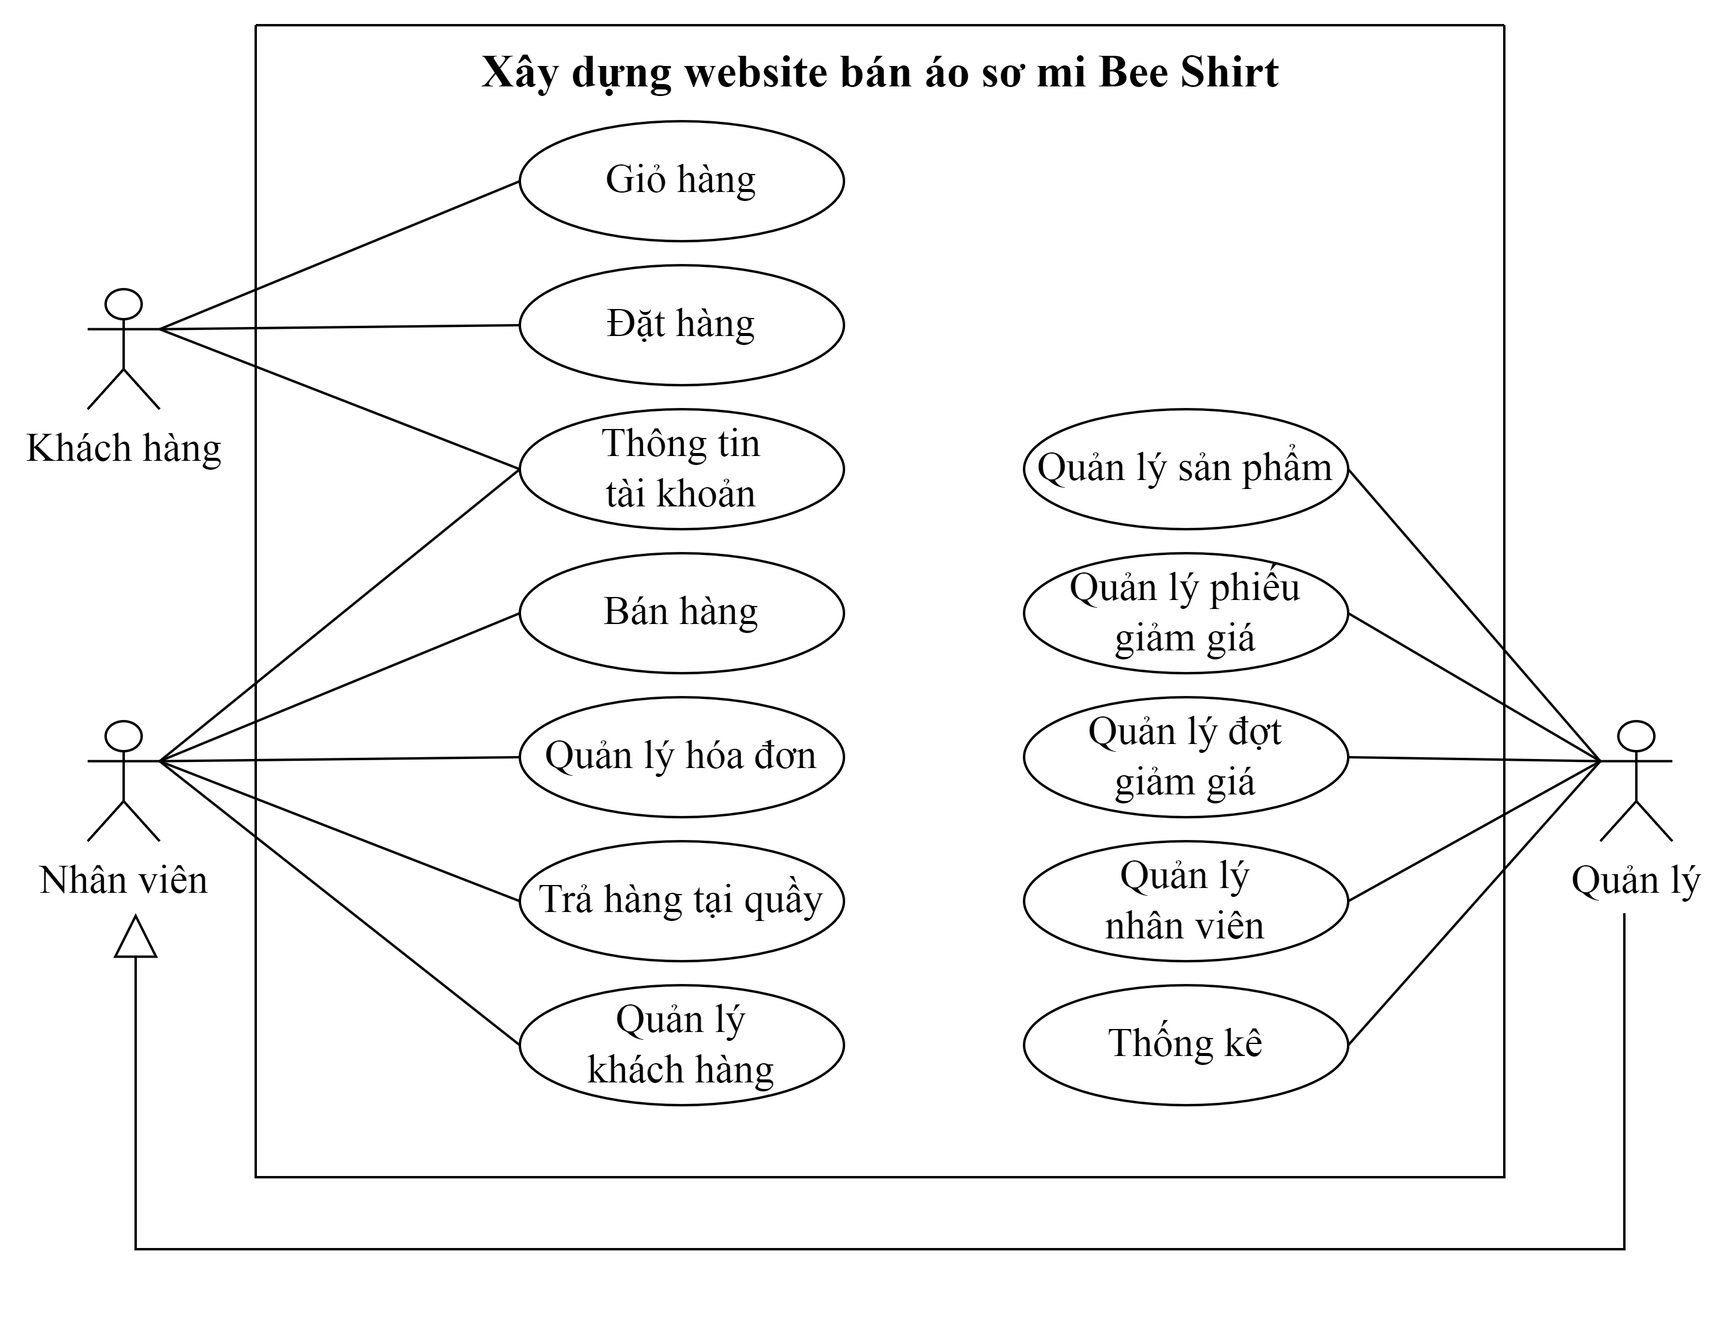 Xây dựng website bán áo sơ mi Bee Shirt
Giỏ hàng
Đặt hàng
Khách hàng
Thông tin
tài khoản
Quản lý sản phẩm
Bán hàng
Quản lý phiếu
giảm giá
Quản lý hóa đơn
Quản lý đợt
giảm giá
Nhân viên
Trả hàng tại quầy
Quản lý
nhân viên
Quản lý
Quản lý
khách hàng
Thống kê